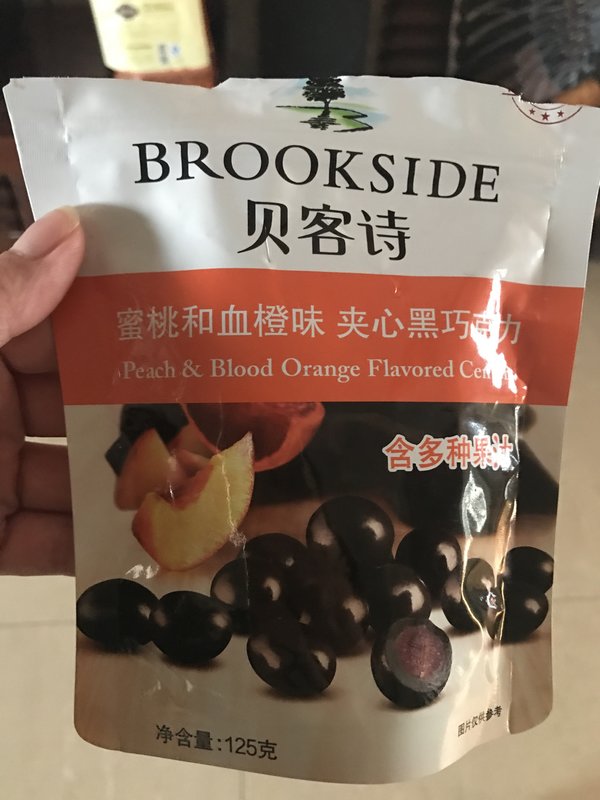 BROOKSIDE
贝客诗
蜜桃和血橙味 夹心黑巧克力
Peach & Blood Orange Flavored
含多种果汁
净含量:125克
图片仅供参考